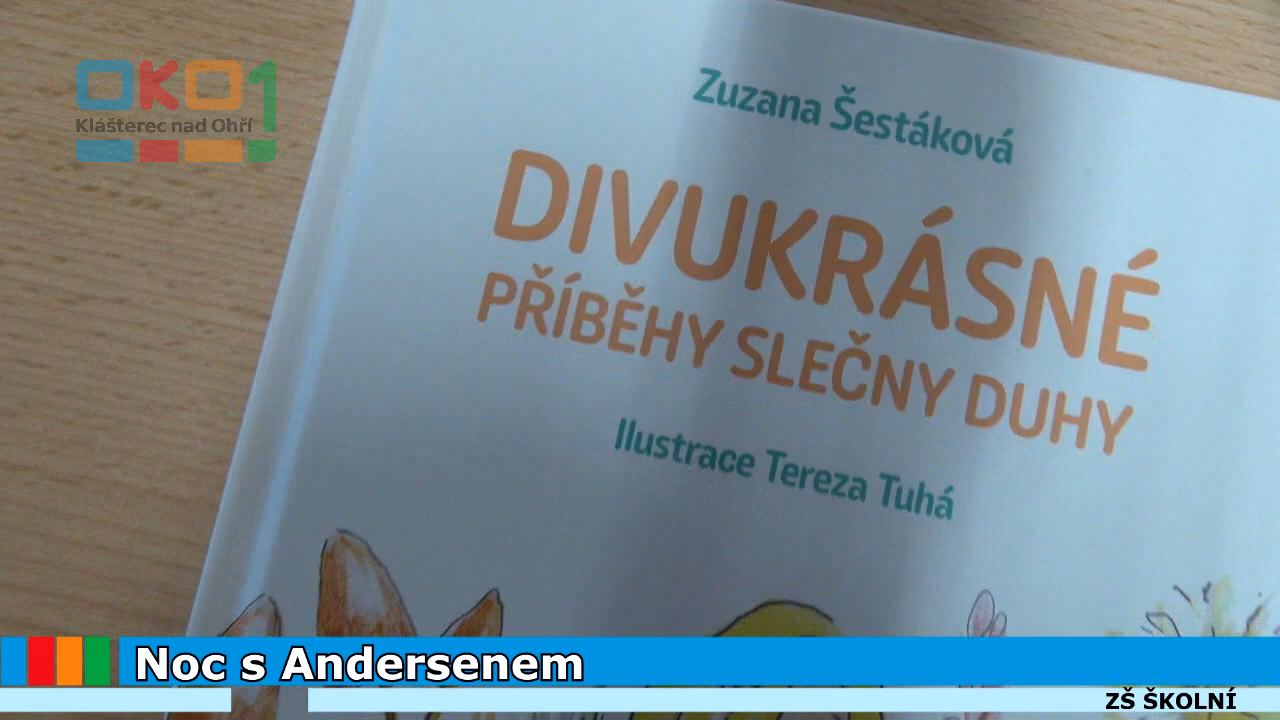 OKO1
Klášterec nad Ohří
Zuzana Šestáková
DIVUKRÁSNÉ
PŘÍBĚHY SLEČNY DUHY
Ilustrace Tereza Tuhá
Noc s Andersenem
ZŠ ŠKOLNÍ